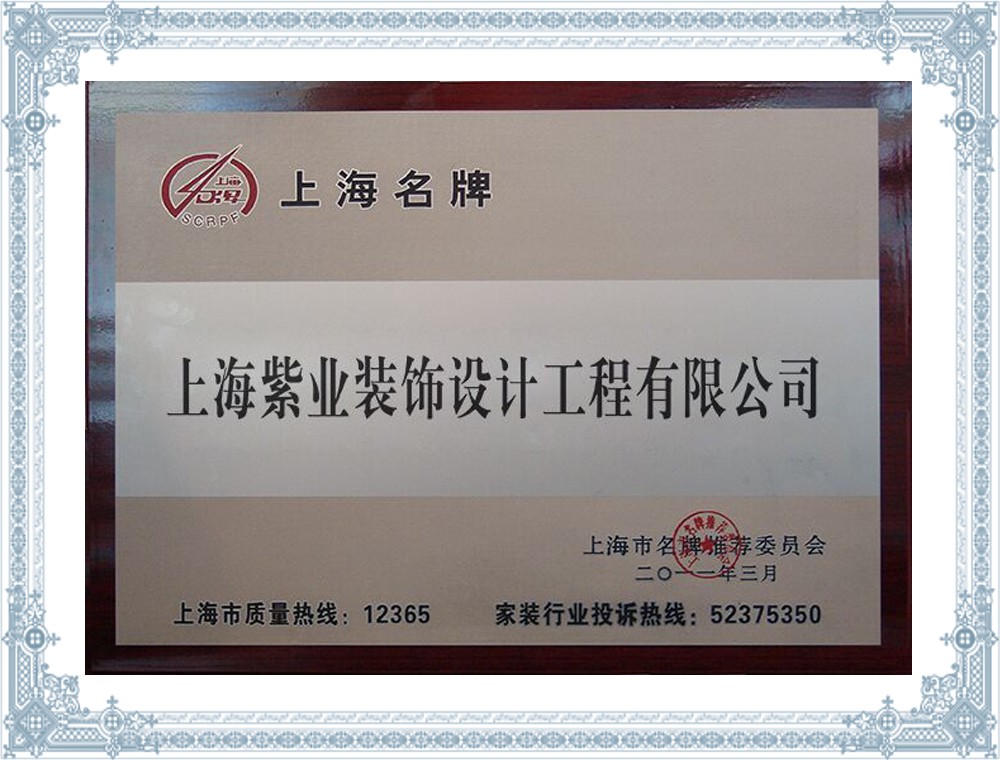 上海名牌
SCRPF
上海
上海紫业装饰设计工程有限公司
上海市名牌推荐委员会
二〇一一年三月
上海市质量热线：12365
家装行业投诉热线：52375350